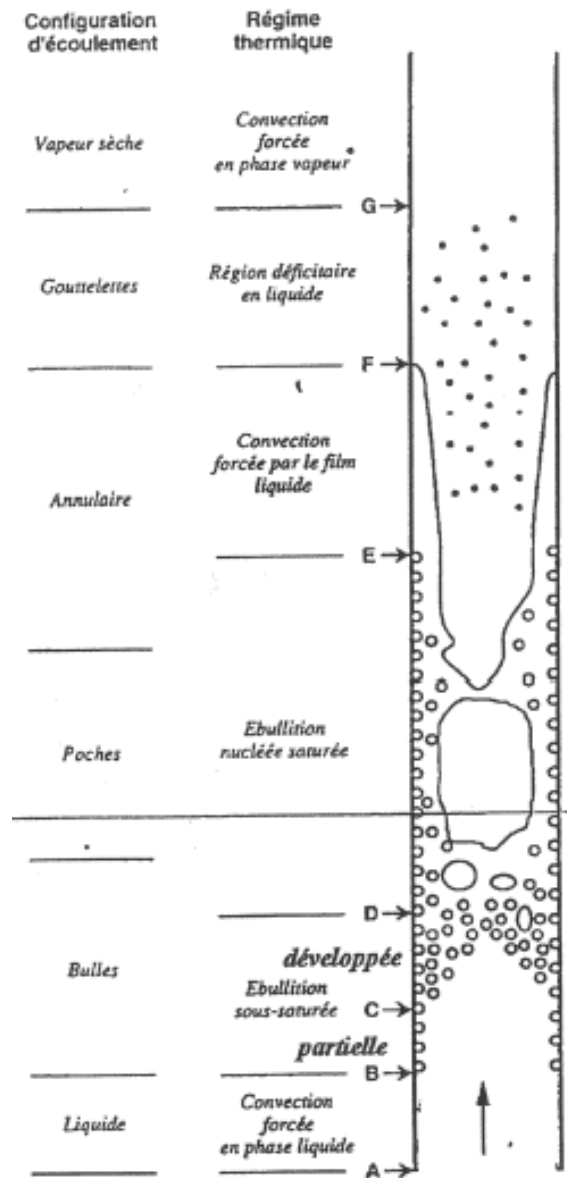 Configuration
d'écoulement
Régime
thermique
Vapeur sèche
Convection
forcée
en phase vapeur
G
Gouttelettes
Région déficitaire
en liquide
F
Annulaire
Convection
forcée par le film
liquide
E
Poches
Ebullition
nucléée saturée
D
Bulles
développée
Ebullition
sous-saturée
C
partielle
B
Liquide
Convection
forcée
en phase liquide
A